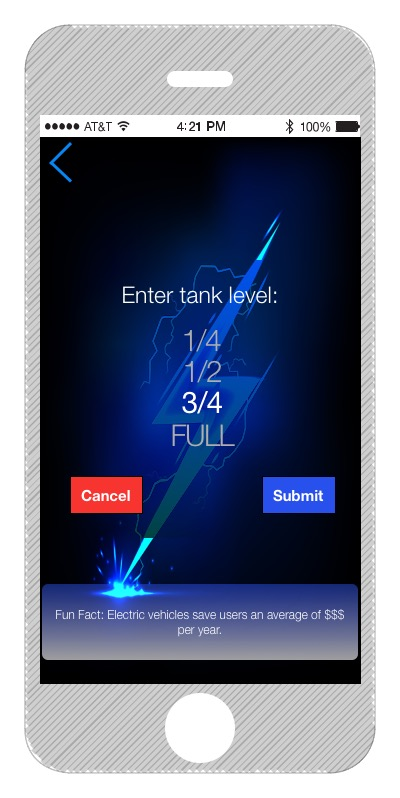 AT&T 4:21 PM 100%
Enter tank level:
1/4
1/2
3/4
FULL
Cancel Submit
Fun Fact: Electric vehicles save users an average of $$$
per year.